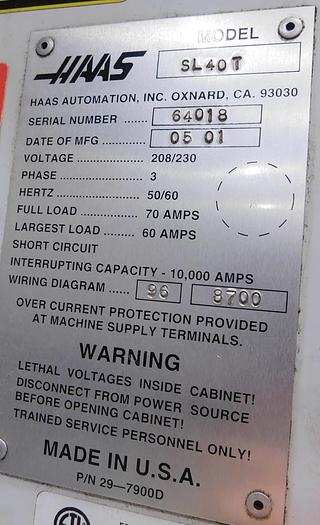 MODEL
HAAS SL40T
HAAS AUTOMATION, INC. OXNARD, CA. 93030
SERIAL NUMBER ....... 64018
DATE OF MFG .......... 05 01
VOLTAGE ................ 208/230
PHASE .................... 3
HERTZ ..................... 50/60
FULL LOAD ................ 70 AMPS
LARGEST LOAD ......... 60 AMPS
SHORT CIRCUIT
INTERRUPTING CAPACITY - 10,000 AMPS
WIRING DIAGRAM ...... 96 8700
OVER CURRENT PROTECTION PROVIDED
AT MACHINE SUPPLY TERMINALS.
WARNING
LETHAL VOLTAGES INSIDE CABINET!
DISCONNECT FROM POWER SOURCE
BEFORE OPENING CABINET!
TRAINED SERVICE PERSONNEL ONLY!
MADE IN U.S.A.
P/N 29—7900D